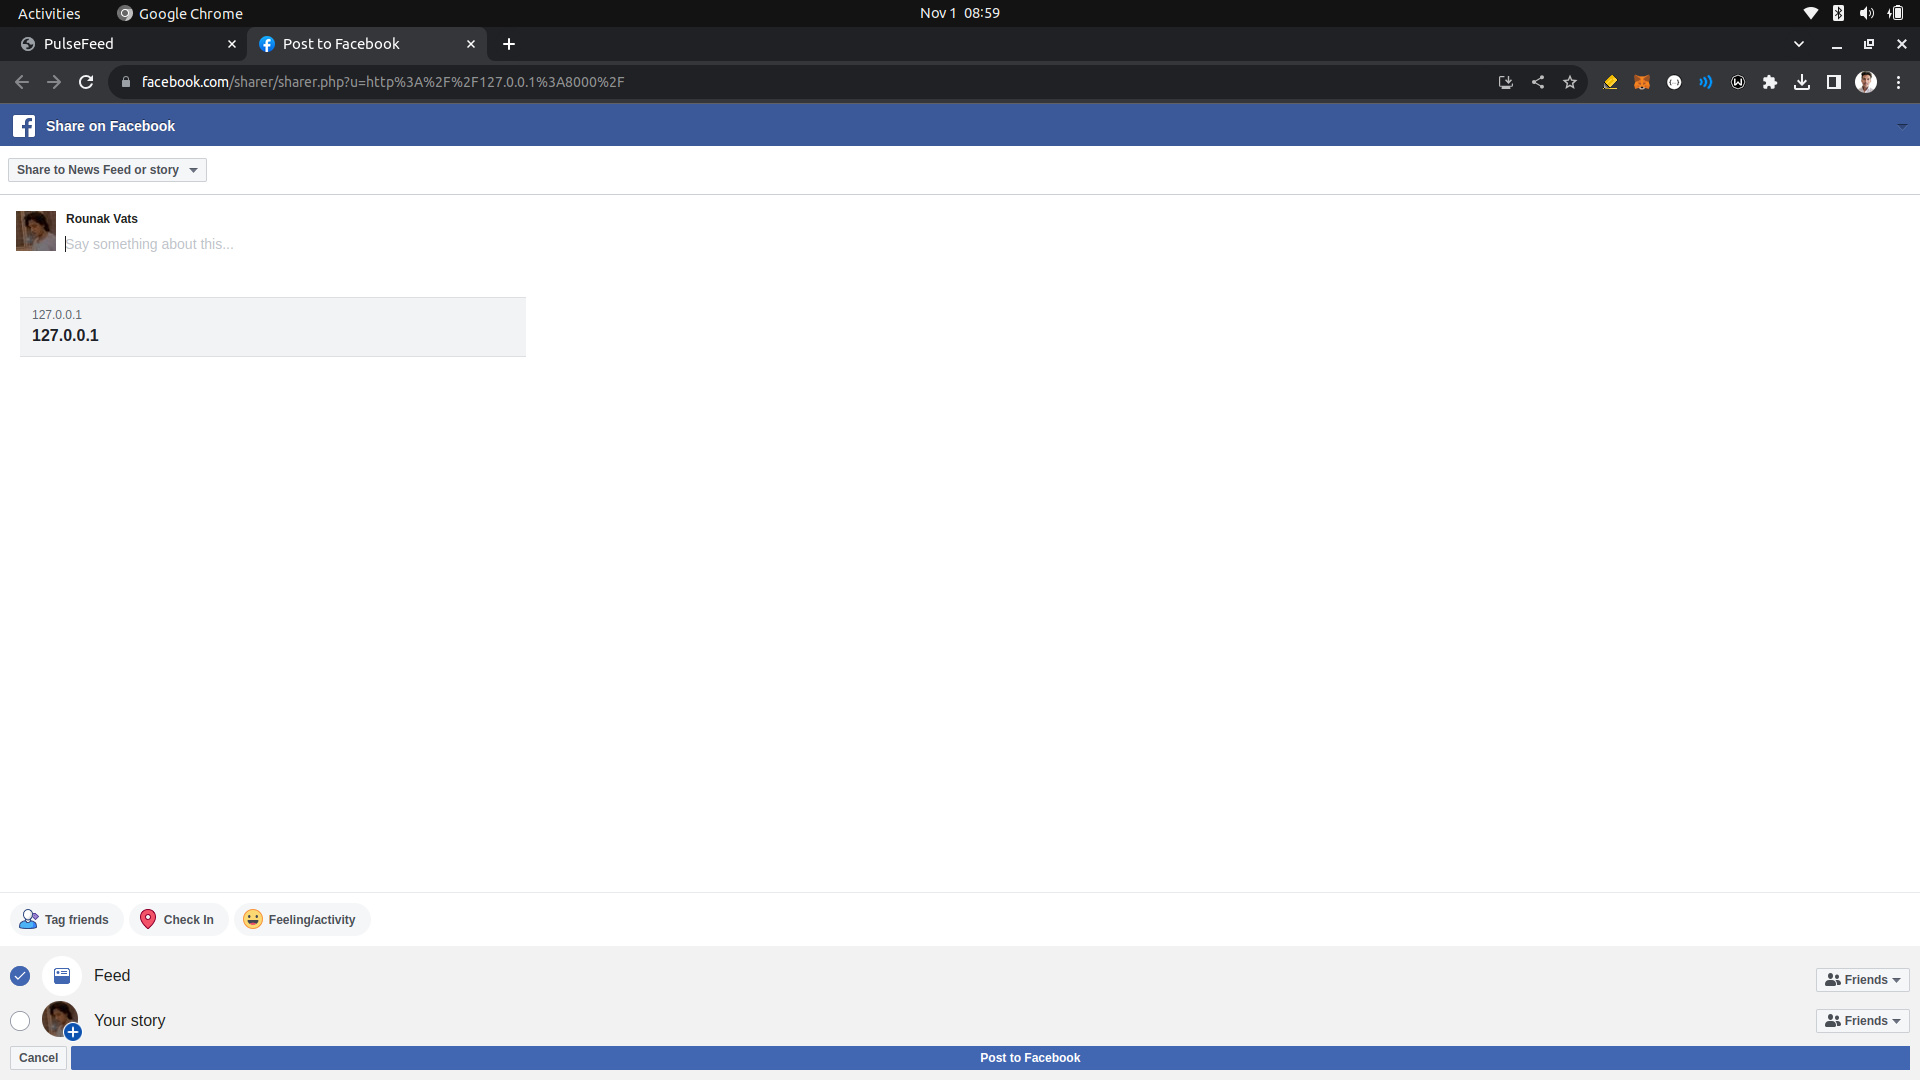 Activities
Google Chrome
Nov 1 08:59
PulseFeed
Post to Facebook
facebook.com/sharer/sharer.php?u=http%3A%2F%2F127.0.0.1%3A8000%2F
Share on Facebook
Share to News Feed or story
Rounak Vats
Say something about this...
127.0.0.1
127.0.0.1
Tag friends
Check In
Feeling/activity
Feed
Friends
Your story
Friends
Cancel
Post to Facebook